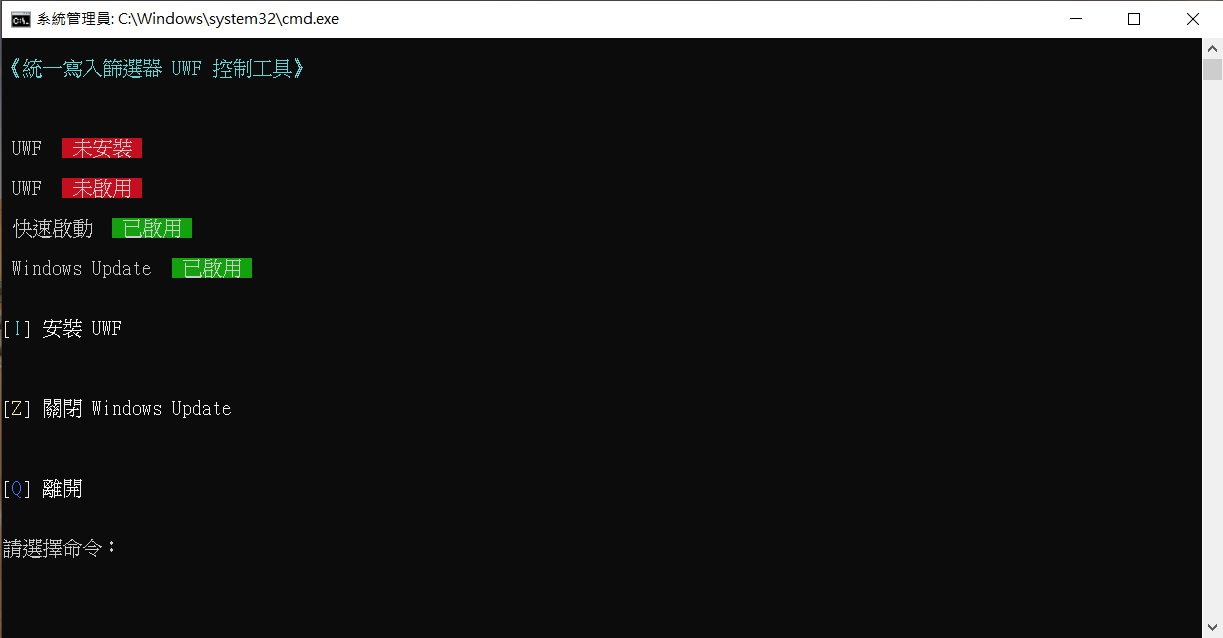 系統管理員: C:\Windows\system32\cmd.exe
《統一寫入篩選器 UWF 控制工具》
UWF 未安裝
UWF 未啟用
快速啟動 已啟用
Windows Update 已啟用
[I] 安裝 UWF
[Z] 關閉 Windows Update
[Q] 離開
請選擇命令：